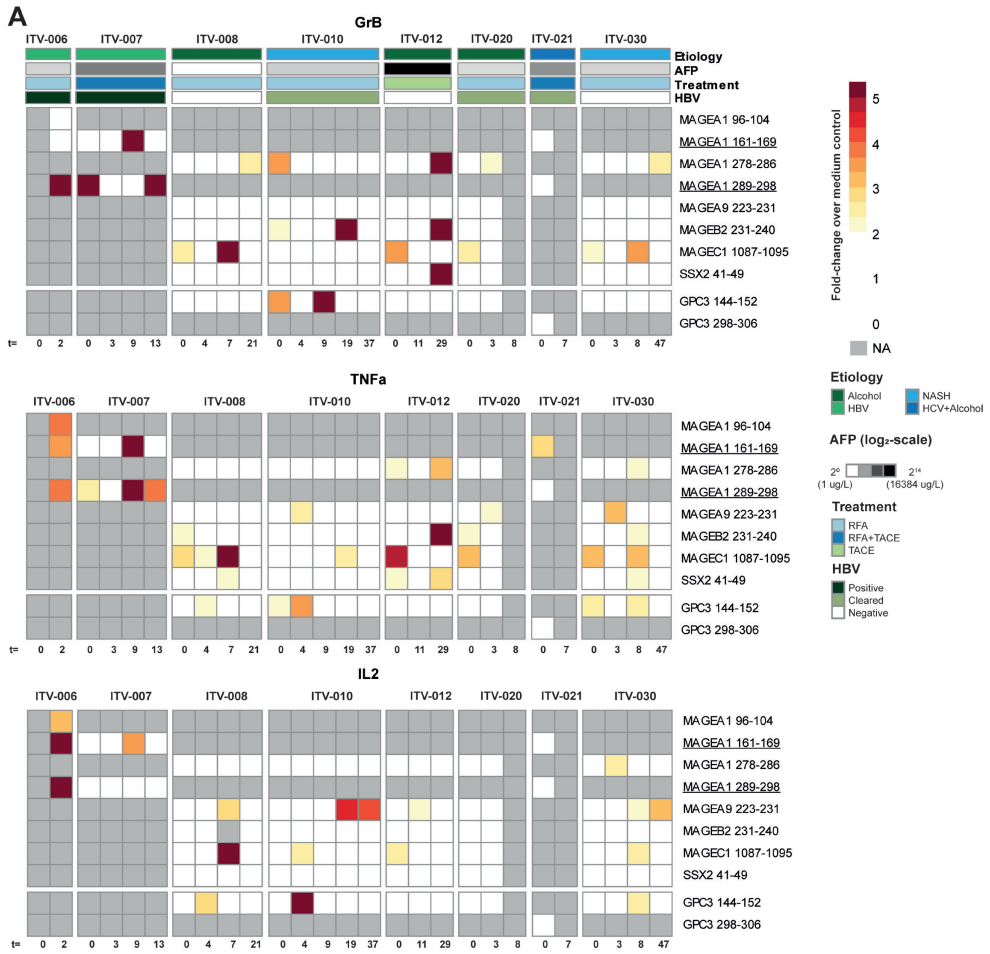 A
GrB
ITV-006 ITV-007 ITV-008 ITV-010 ITV-012 ITV-020 ITV-021 ITV-030
Etiology
AFP
Treatment
HBV
MAGEA1 96-104
MAGEA1 161-169
MAGEA1 278-286
MAGEA1 289-298
MAGEA9 223-231
MAGEB2 231-240
MAGEC1 1087-1095
SSX2 41-49
GPC3 144-152
GPC3 298-306
t= 0 2 0 3 9 13 0 4 7 21 0 4 9 19 37 0 11 29 0 3 8 0 7 0 3 8 47
TNFa
ITV-006 ITV-007 ITV-008 ITV-010 ITV-012 ITV-020 ITV-021 ITV-030
MAGEA1 96-104
MAGEA1 161-169
MAGEA1 278-286
MAGEA1 289-298
MAGEA9 223-231
MAGEB2 231-240
MAGEC1 1087-1095
SSX2 41-49
GPC3 144-152
GPC3 298-306
t= 0 2 0 3 9 13 0 4 7 21 0 4 9 19 37 0 11 29 0 3 8 0 7 0 3 8 47
IL2
ITV-006 ITV-007 ITV-008 ITV-010 ITV-012 ITV-020 ITV-021 ITV-030
MAGEA1 96-104
MAGEA1 161-169
MAGEA1 278-286
MAGEA1 289-298
MAGEA9 223-231
MAGEB2 231-240
MAGEC1 1087-1095
SSX2 41-49
GPC3 144-152
GPC3 298-306
t= 0 2 0 3 9 13 0 4 7 21 0 4 19 37 0 11 29 0 3 8 0 7 0 3 8 47
Fold-change over medium control
5
4
3
2
1
0
NA
Etiology
Alcohol NASH
HBV HCV+Alcohol
AFP (log₂-scale)
2⁰ 2¹⁴
(1 ug/L) (16384 ug/L)
Treatment
RFA
RFA+TACE
TACE
HBV
Positive
Cleared
Negative